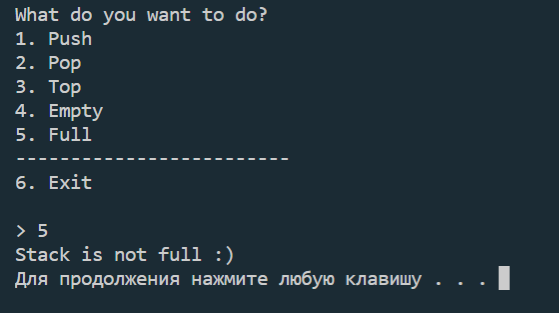 What do you want to do?
1. Push
2. Pop
3. Top
4. Empty
5. Full
-------------------------
6. Exit
> 5
Stack is not full :)
Для продолжения нажмите любую клавишу . . .